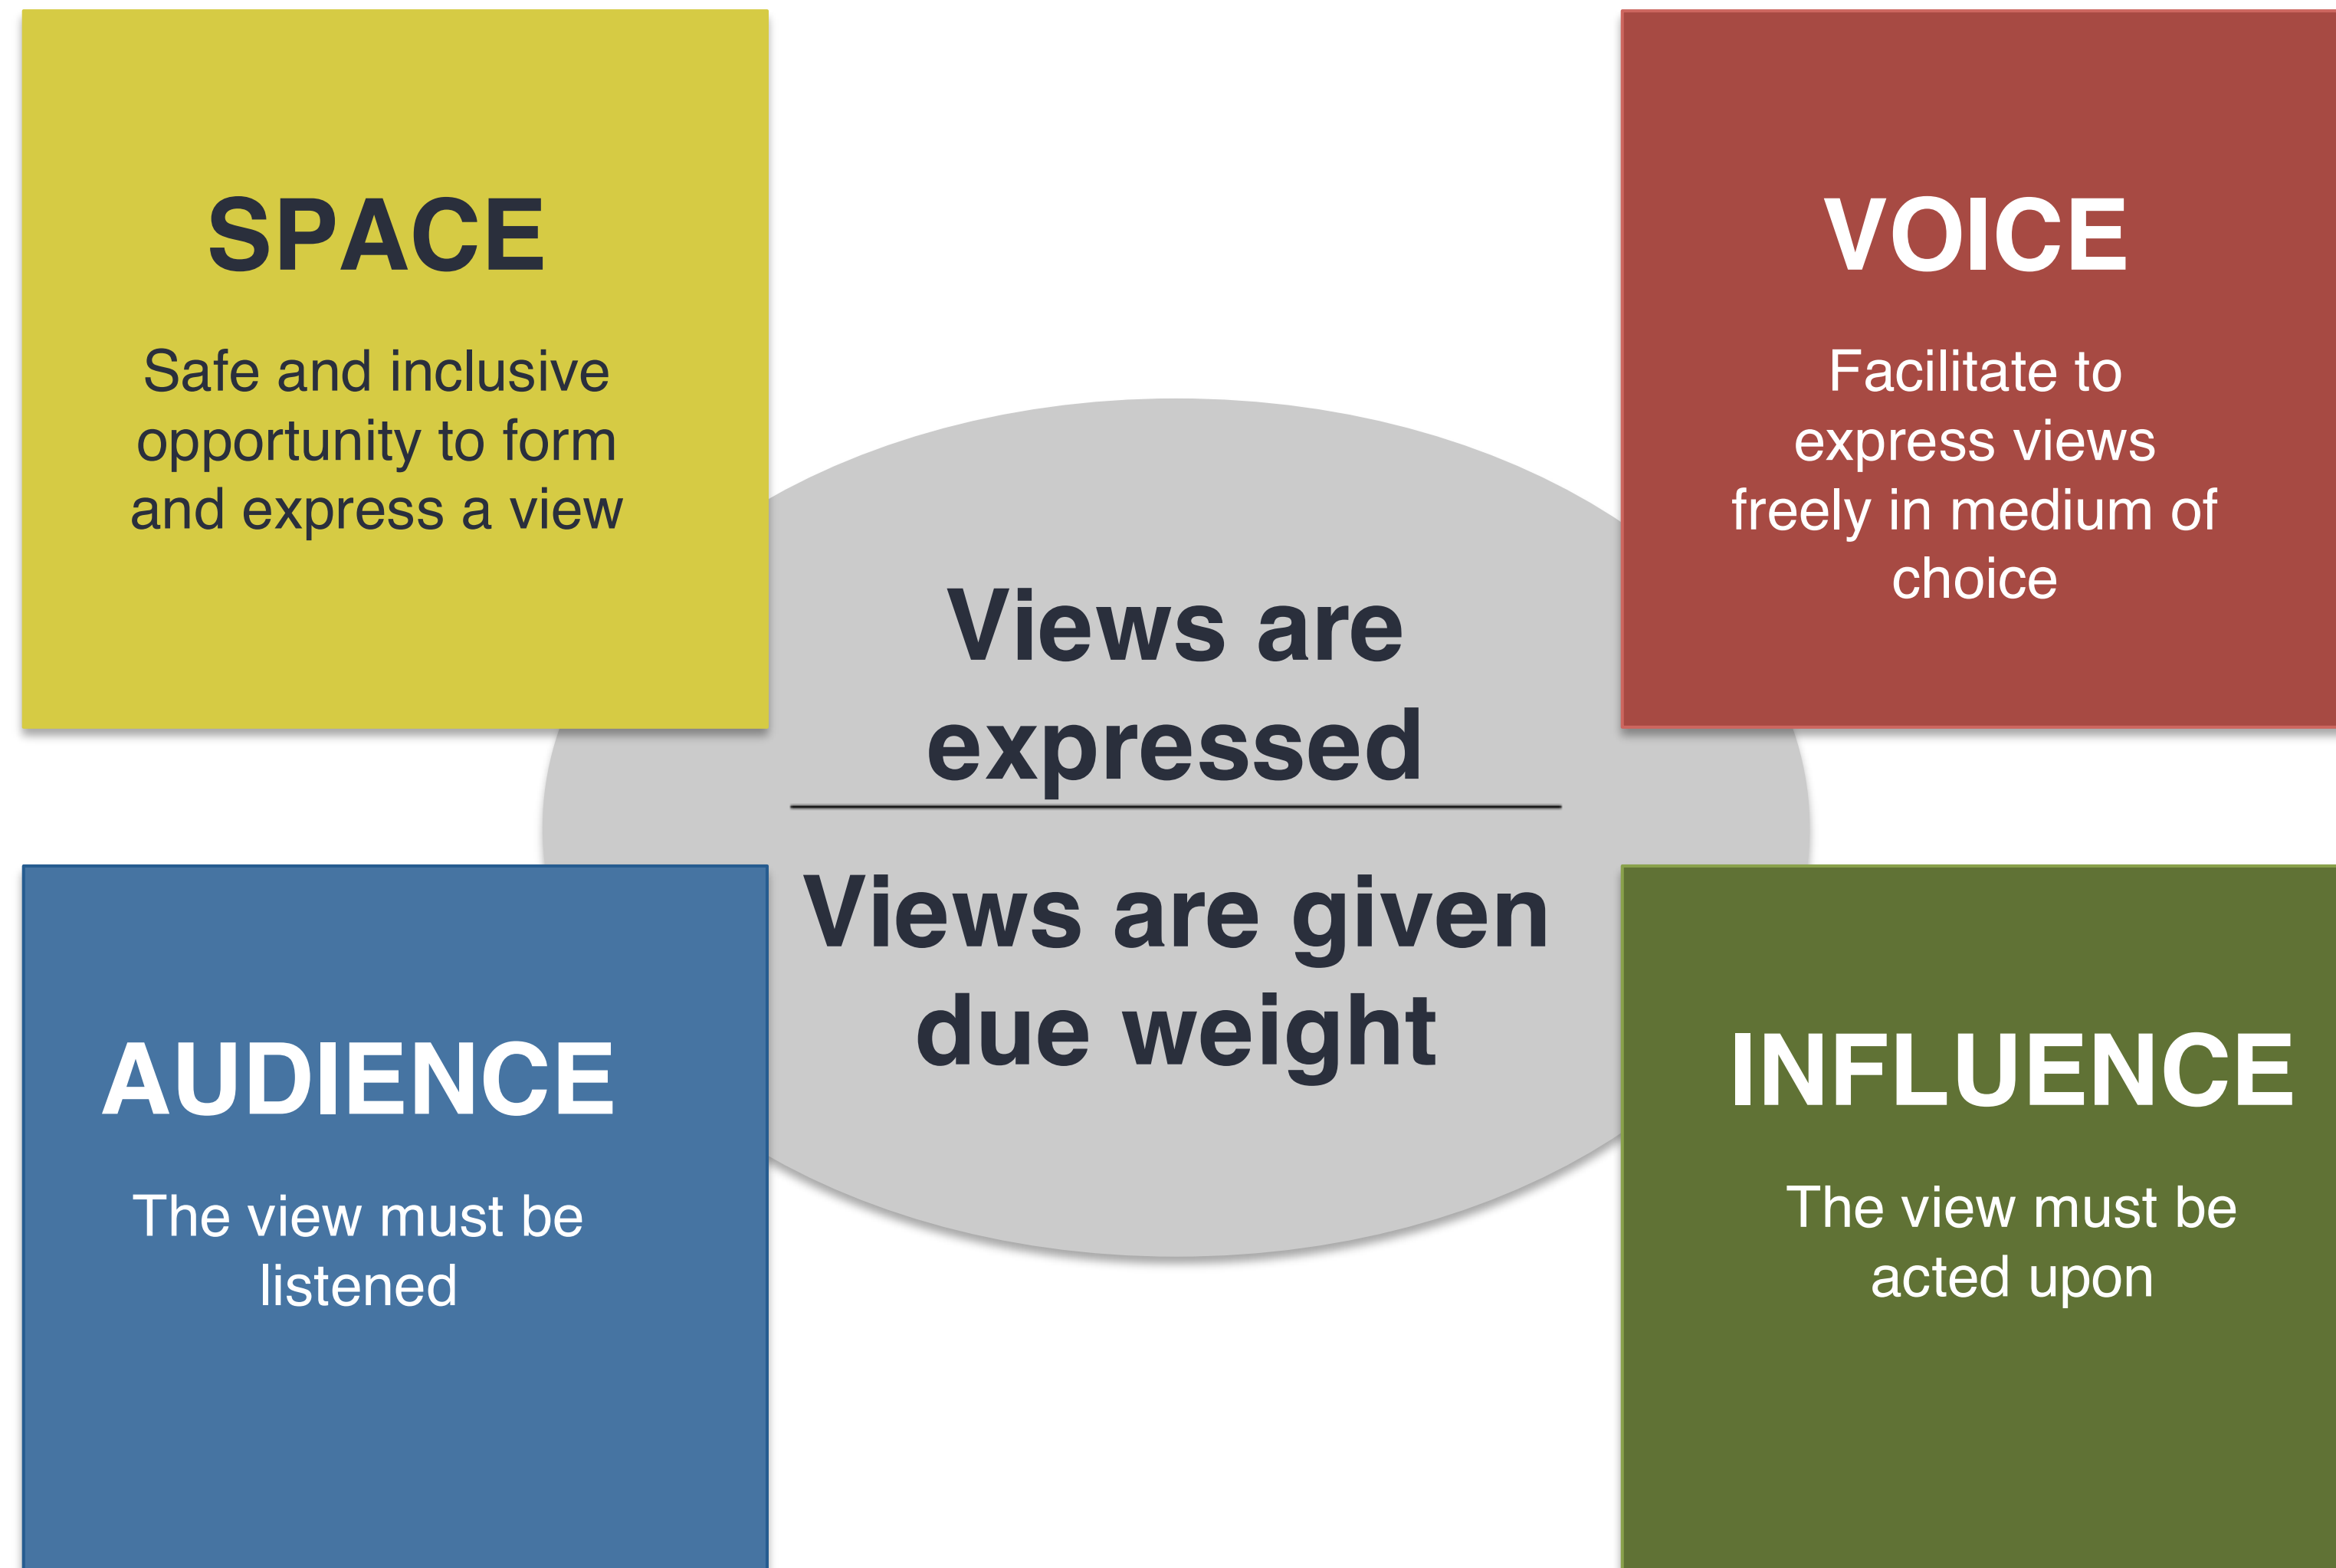 SPACE
Safe and inclusive
opportunity to form
and express a view
VOICE
Facilitate to
express views
freely in medium of
choice
Views are
expressed
Views are given
due weight
AUDIENCE
The view must be
listened
INFLUENCE
The view must be
acted upon